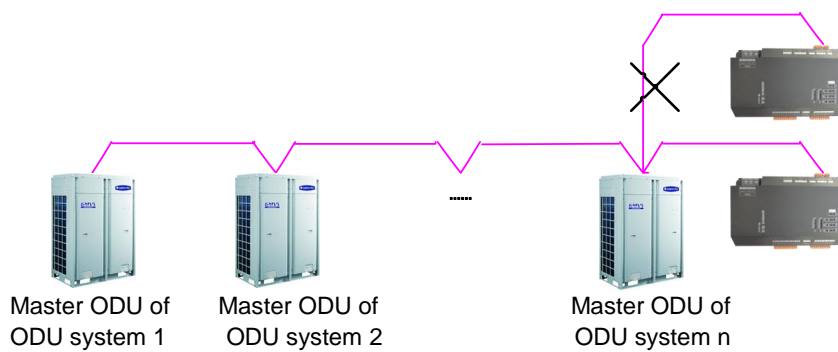 ......
Master ODU of
ODU system 1
Master ODU of
ODU system 2
Master ODU of
ODU system n